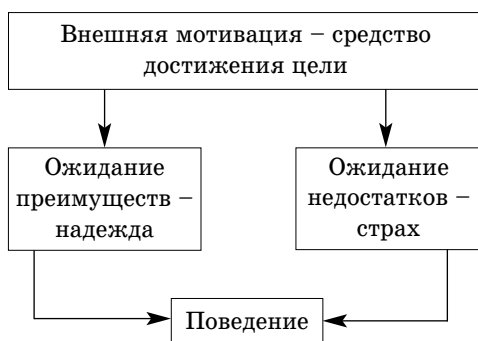 Внешняя мотивация – средство
достижения цели
Ожидание
преимуществ –
надежда
Ожидание
недостатков –
страх
Поведение